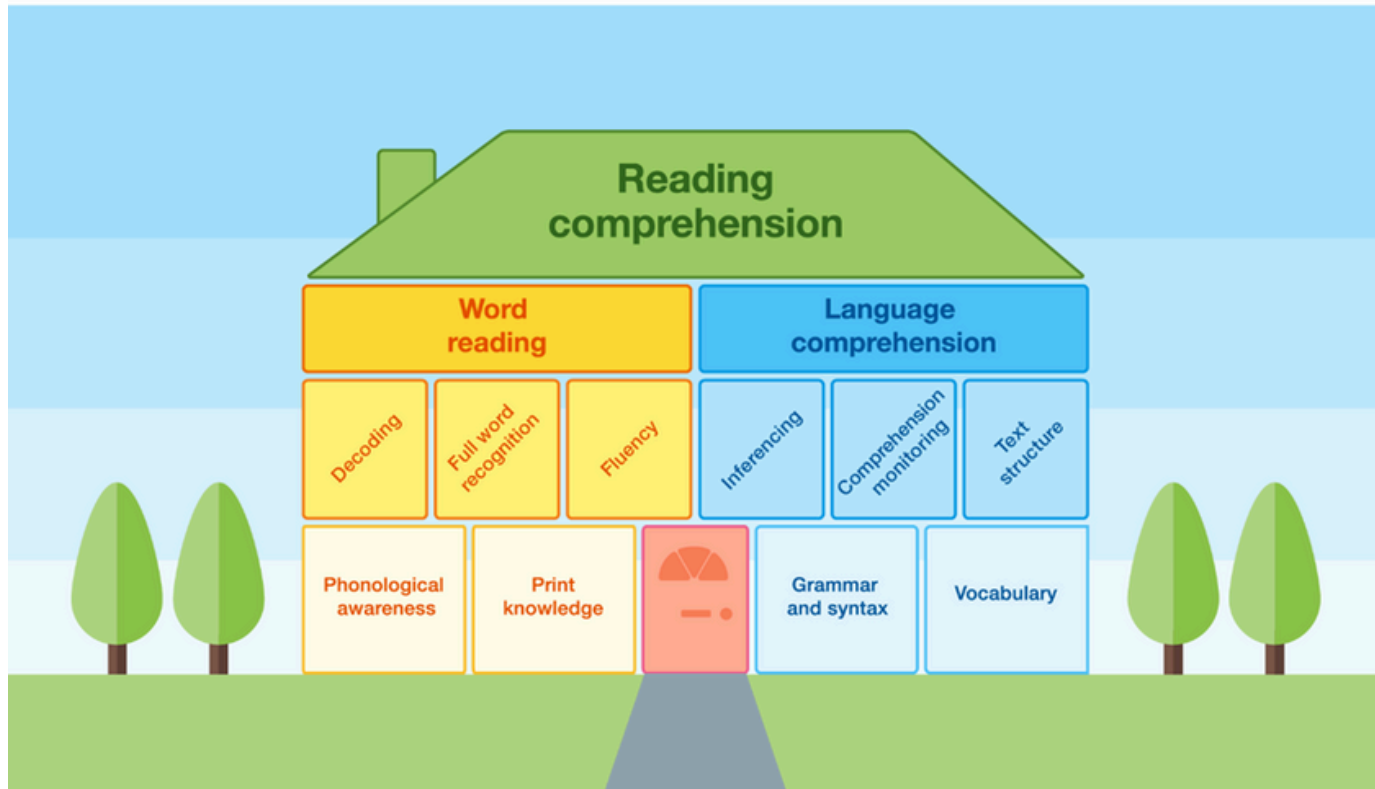 Reading
comprehension
Word
reading
Language
comprehension
Decoding
Full word
recognition
Fluency
Inferencing
Comprehension
monitoring
Text
structure
Phonological
awareness
Print
knowledge
Grammar
and syntax
Vocabulary